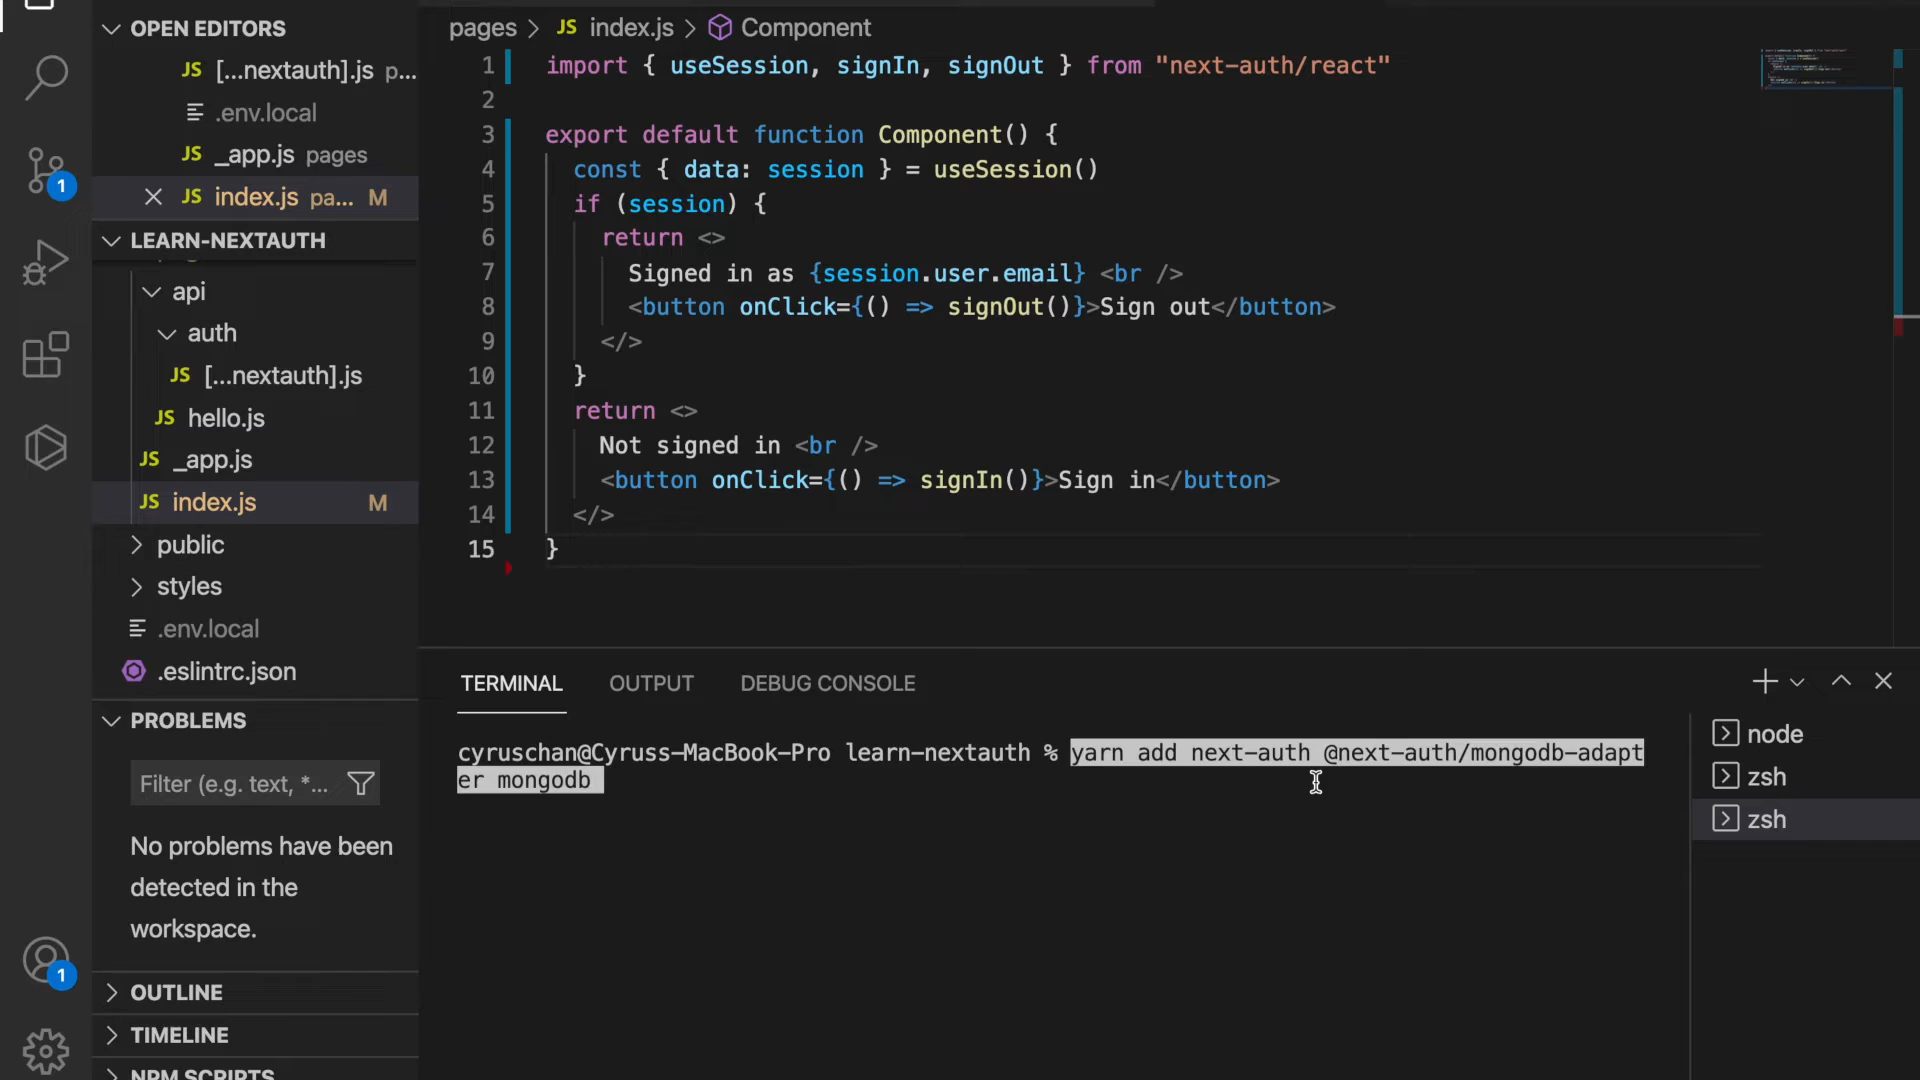 OPEN EDITORS
JS [...nextauth].js p...
.env.local
JS _app.js pages
JS index.js pa... M
1
LEARN-NEXTAUTH
api
auth
JS [...nextauth].js
JS hello.js
JS _app.js
JS index.js M
public
styles
.env.local
.eslintrc.json
PROBLEMS
Filter (e.g. text, *...
No problems have been
detected in the
workspace.
1
OUTLINE
TIMELINE
NPM SCRIPTS
pages > JS index.js > Component
1 import { useSession, signIn, signOut } from "next-auth/react"
2
3 export default function Component() {
4 const { data: session } = useSession()
5 if (session) {
6 return <>
7 Signed in as {session.user.email} <br />
8 <button onClick={() => signOut()}>Sign out</button>
9 </>
10 }
11 return <>
12 Not signed in <br />
13 <button onClick={() => signIn()}>Sign in</button>
14 </>
15 }
TERMINAL OUTPUT DEBUG CONSOLE
cyruschan@Cyruss-MacBook-Pro learn-nextauth % yarn add next-auth @next-auth/mongodb-adapt
er mongodb
node
zsh
zsh